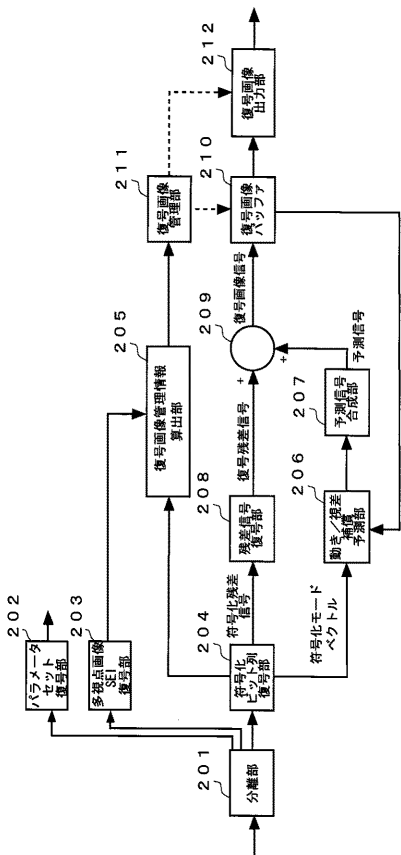 201
分離部
202
パラメータ
セット
復号部
203
多視点画像
SEI
復号部
204
符号化
ビット列
復号部
205
復号画像管理情報
算出部
符号化残差
信号
208
残差信号
復号部
復号残差信号
+
209
+
符号化モード
ベクトル
206
動き/視差
補償
予測部
207
予測信号
合成部
予測信号
復号画像信号
210
復号画像
バッファ
211
復号画像
管理部
212
復号画像
出力部